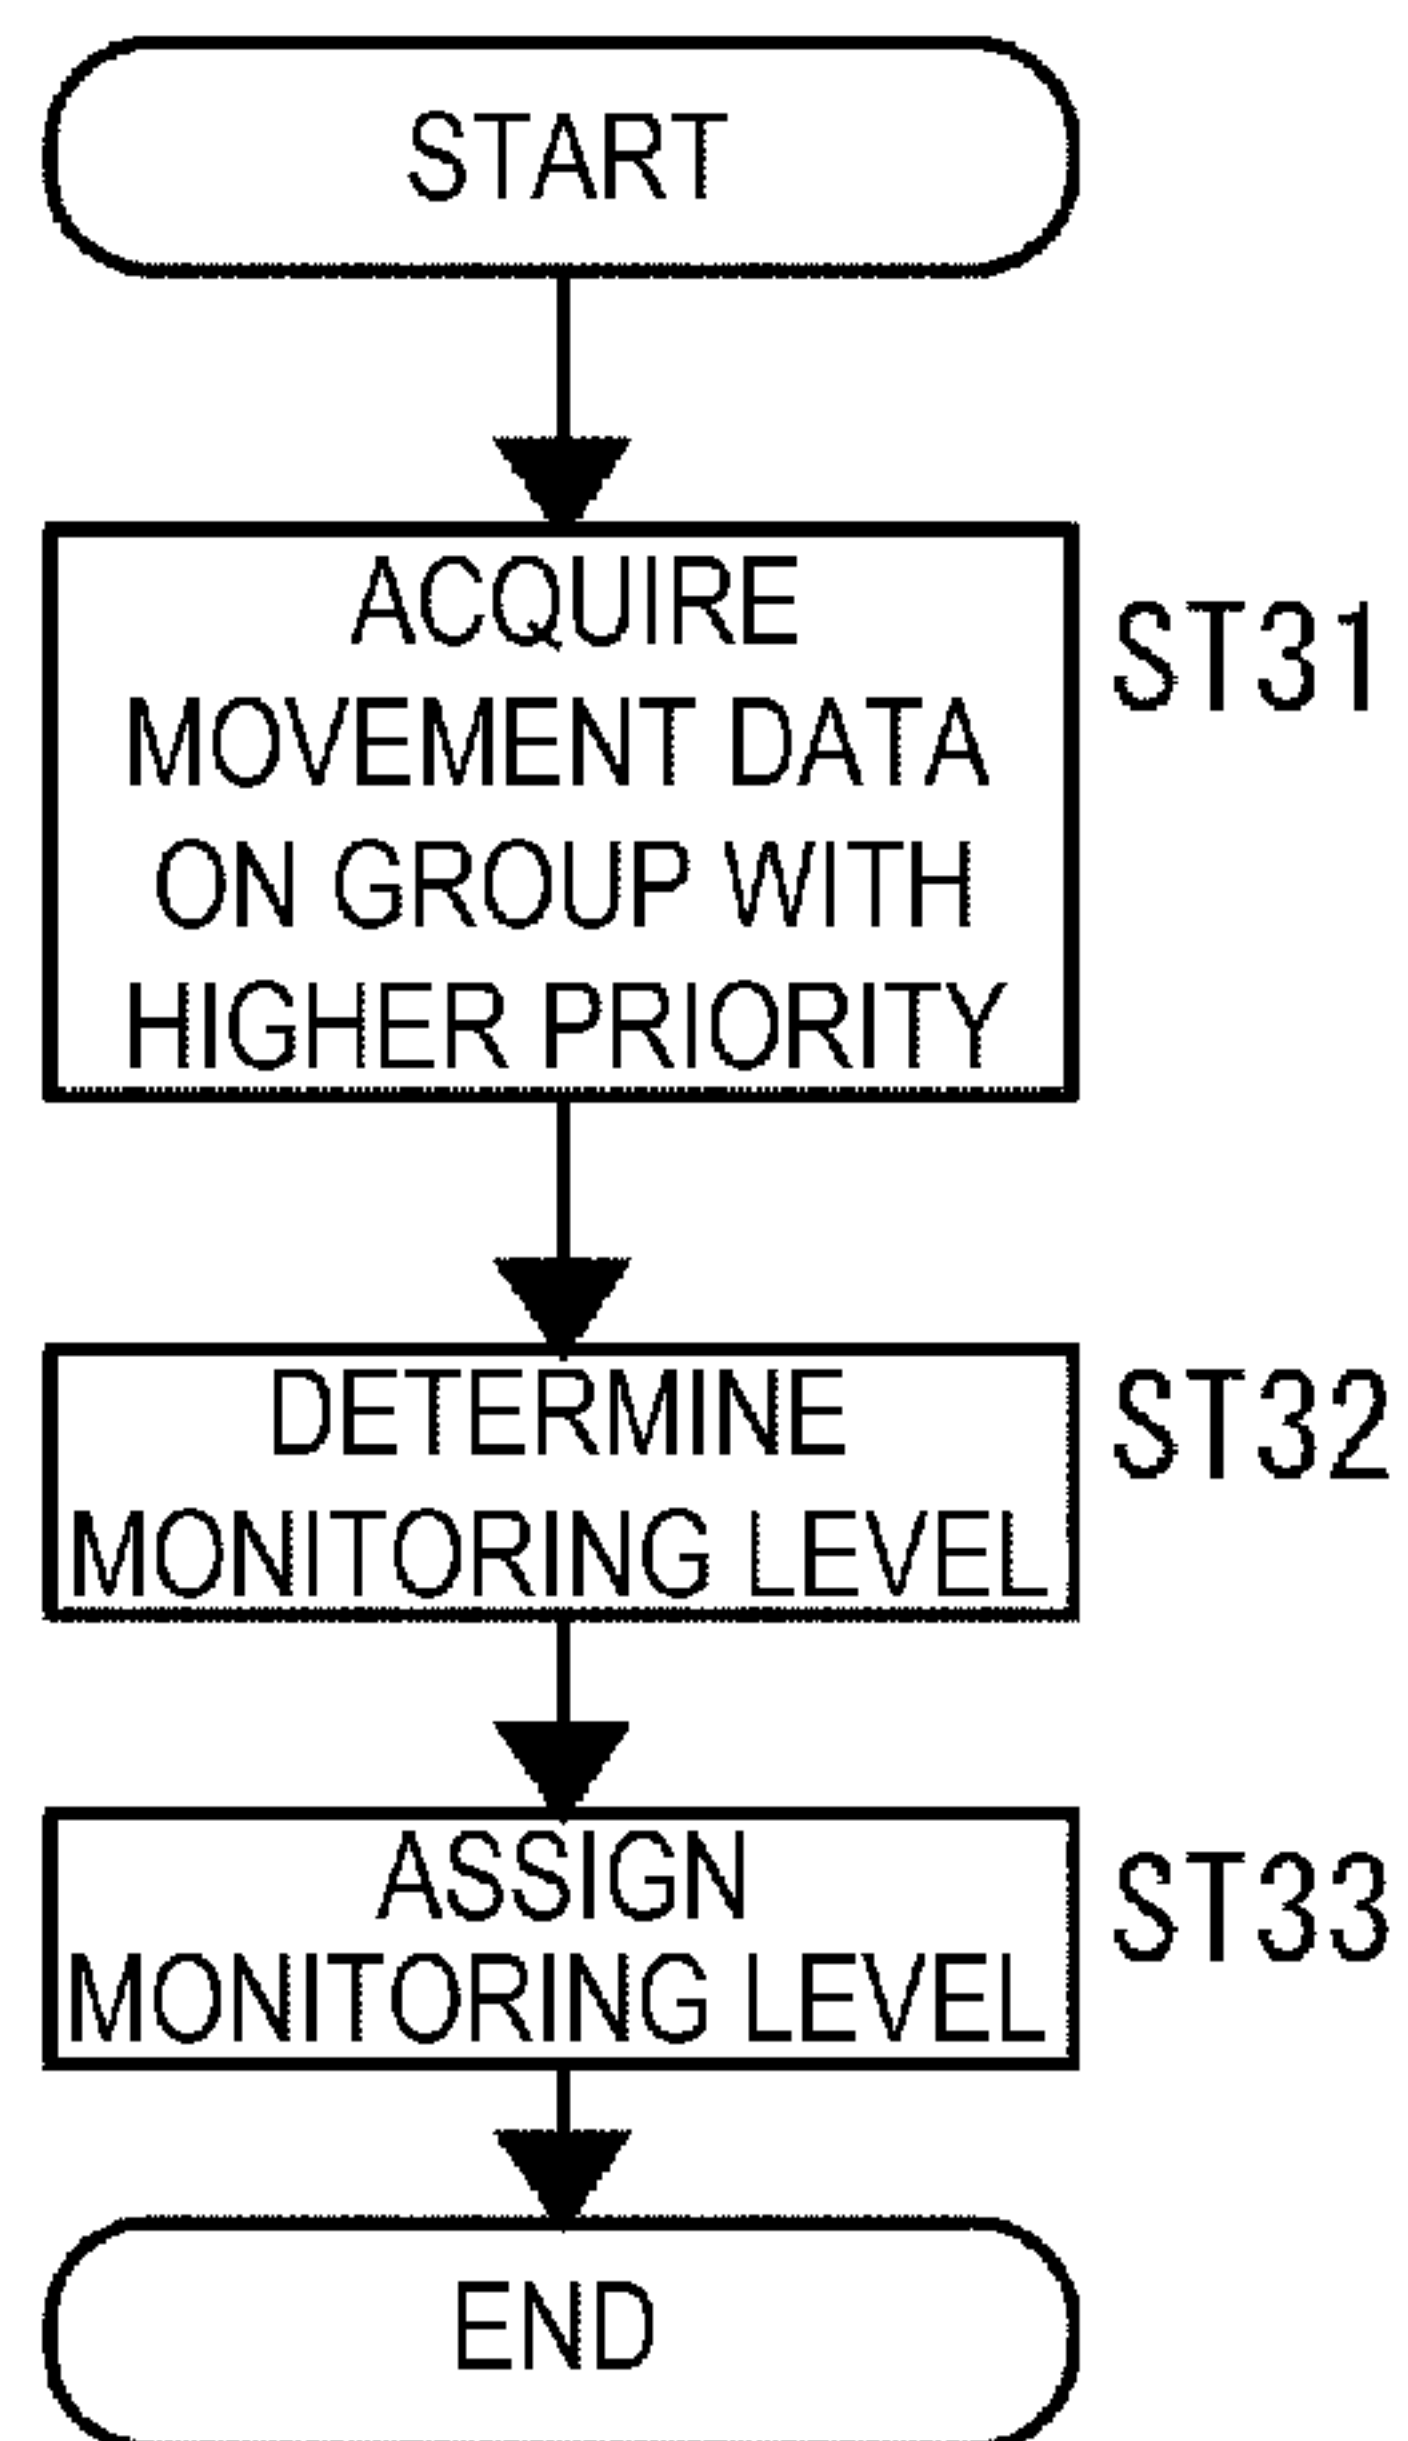 START
ACQUIRE
MOVEMENT DATA
ON GROUP WITH
HIGHER PRIORITY
ST31
DETERMINE
MONITORING LEVEL
ST32
ASSIGN
MONITORING LEVEL
ST33
END